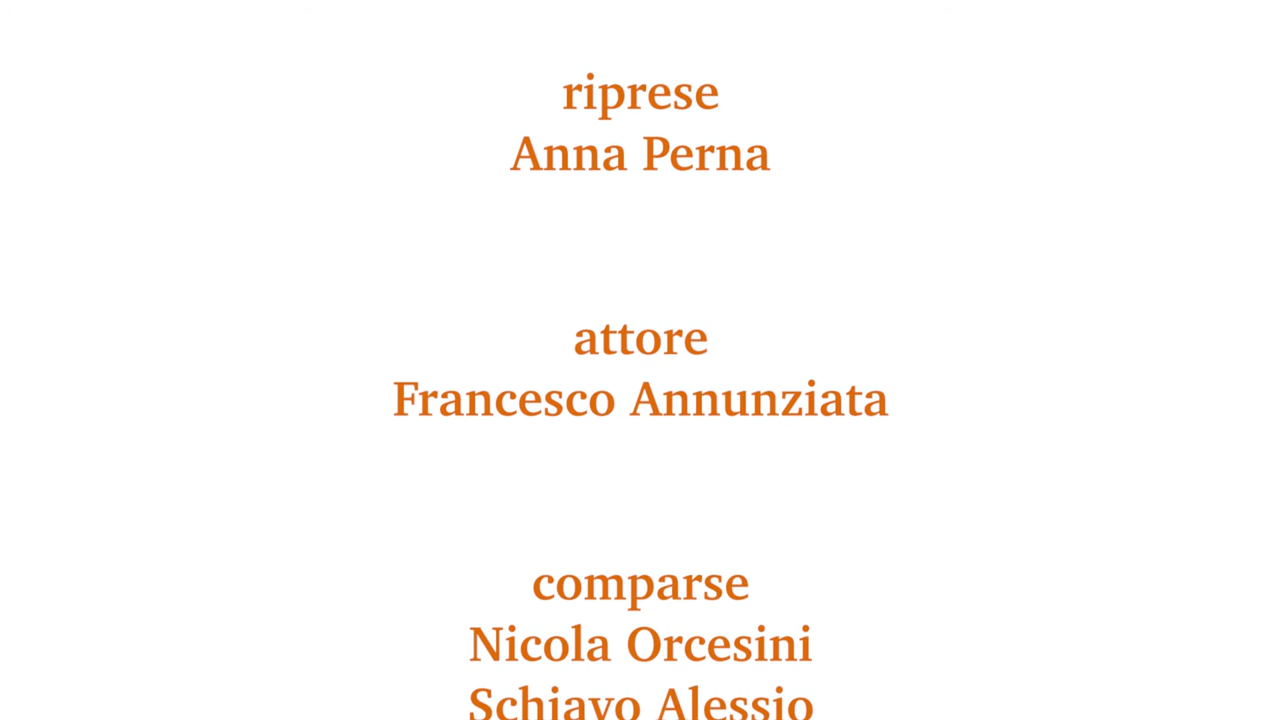 riprese
Anna Perna
attore
Francesco Annunziata
comparse
Nicola Orcesini
Schiavo Alessio